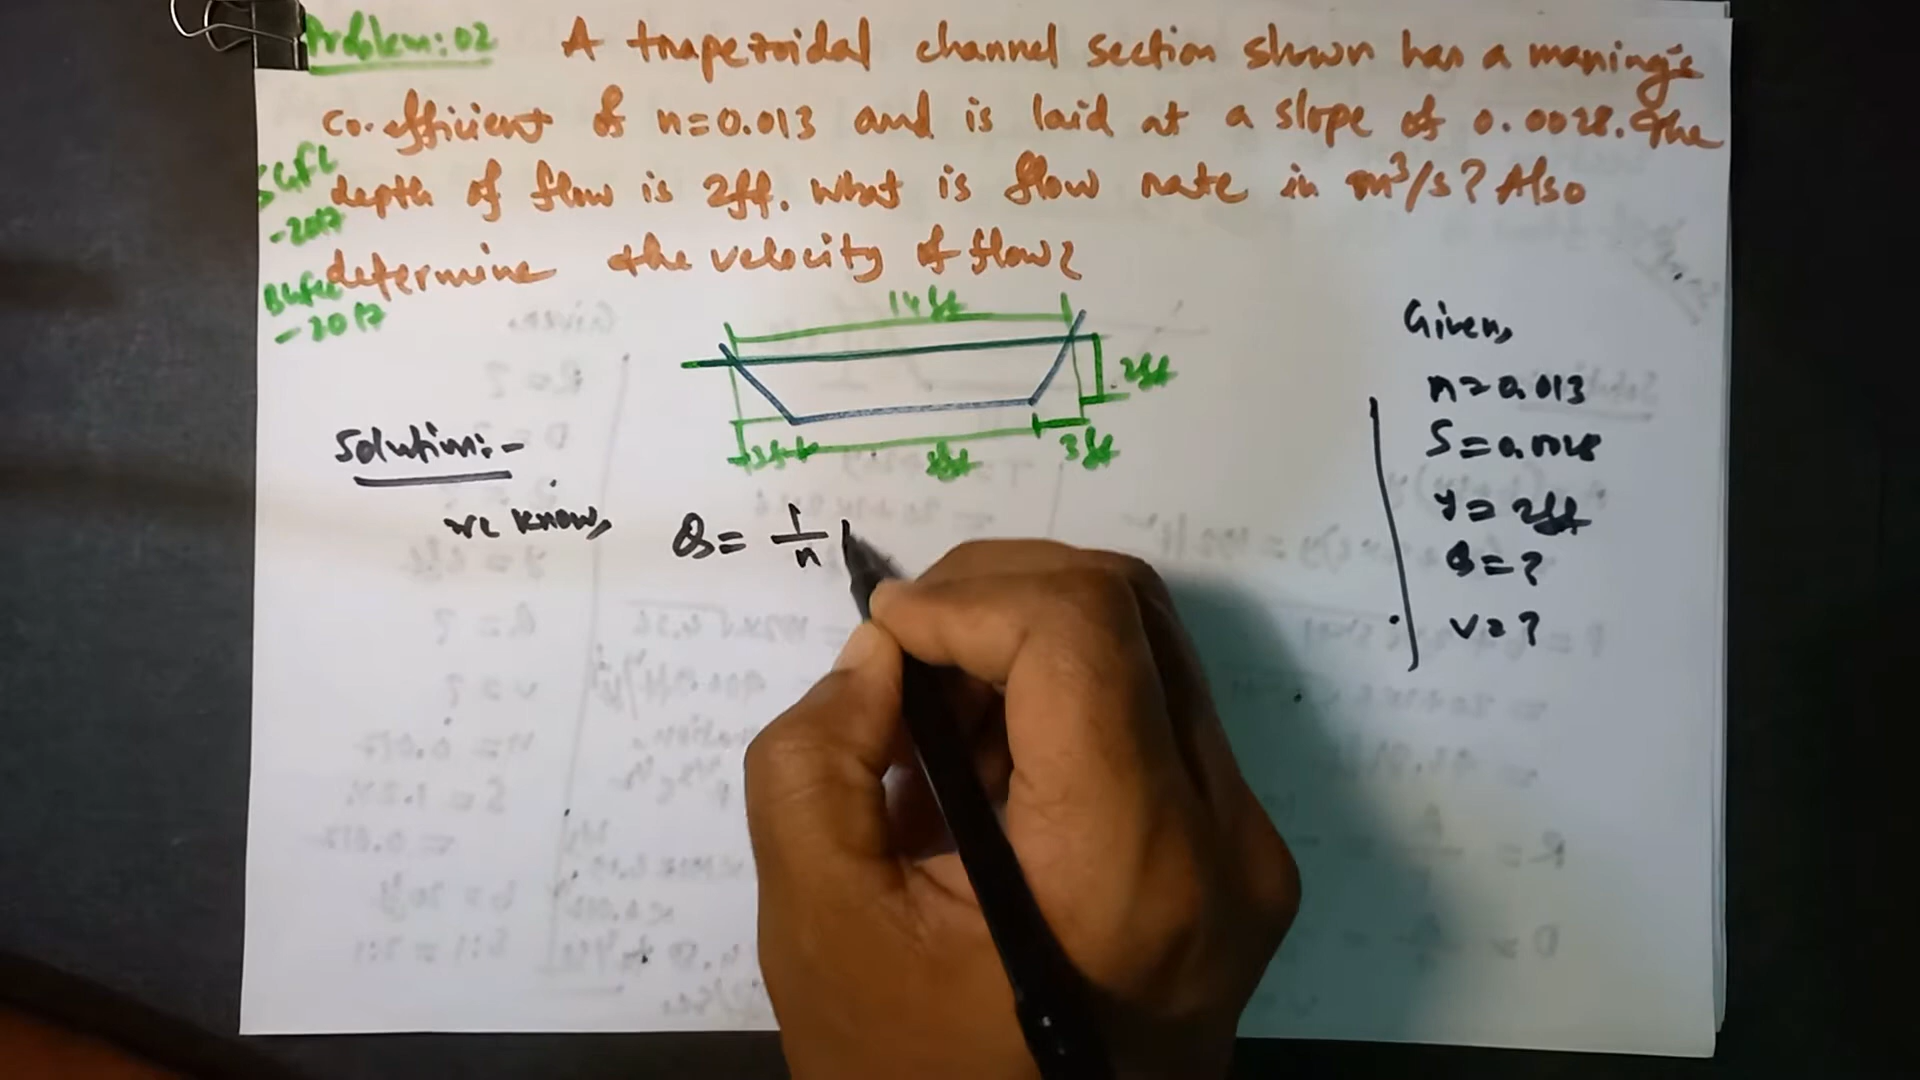 Problem: 02 A trapezoidal channel section shown has a maning's
co-efficient of n=0.013 and is laid at a slope of 0.0028. The
depth of flow is 2ft. what is flow rate in m³/s? Also
determine the velocity of flow?
-2017
-2017
14ft
2ft
3ft 8ft 3ft
Given,
n=0.013
S=0.0028
y=2ft
Q=?
v=?
Solution:-
we know, Q= 1/n